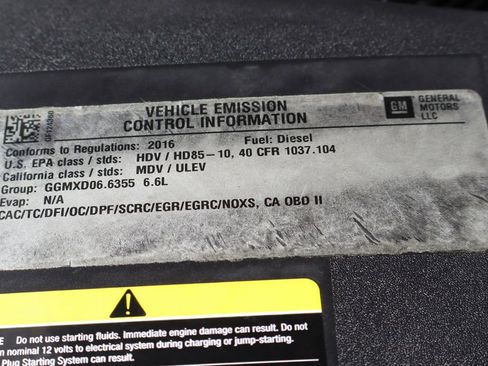 VEHICLE EMISSION
CONTROL INFORMATION
GM
GENERAL
MOTORS
LLC
Conforms to Regulations: 2016 Fuel: Diesel
U.S. EPA class / stds: HDV / HD85-10, 40 CFR 1037.104
California class / stds: MDV / ULEV
Group: GGMXD06.6355 6.6L
Evap: N/A
CAC/TC/DFI/OC/DPF/SCRC/EGR/EGRC/NOXS, CA OBD II
Do not use starting fluids. Immediate engine damage can result. Do not
n nominal 12 volts to electrical system during charging or jump-starting.
Plug Starting System can result.